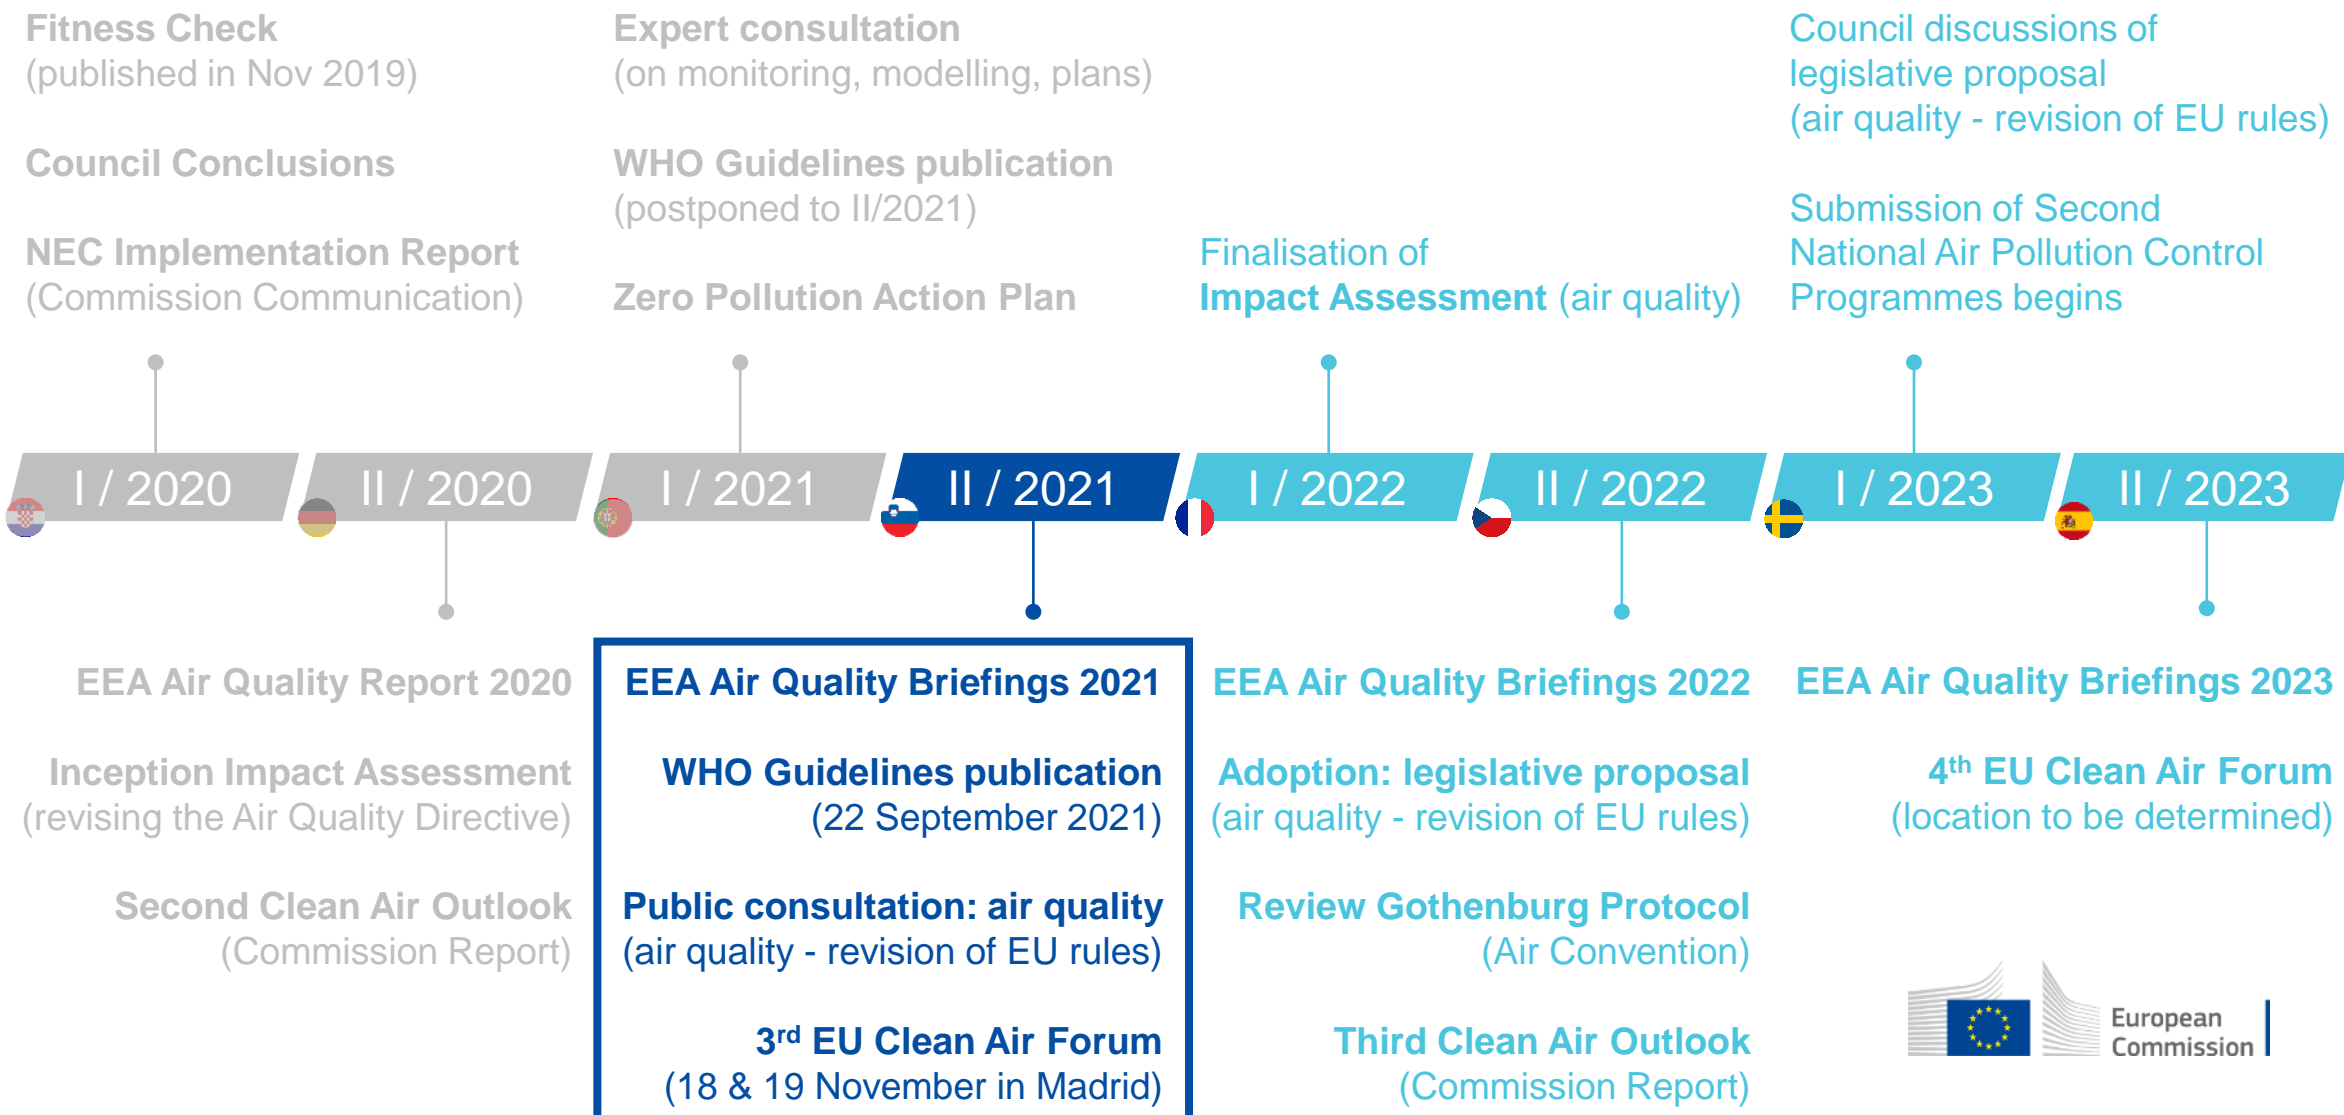 Fitness Check
(published in Nov 2019)
Council Conclusions
NEC Implementation Report
(Commission Communication)
Expert consultation
(on monitoring, modelling, plans)
WHO Guidelines publication
(postponed to II/2021)
Zero Pollution Action Plan
Finalisation of
Impact Assessment (air quality)
Council discussions of
legislative proposal
(air quality - revision of EU rules)
Submission of Second
National Air Pollution Control
Programmes begins
I / 2020
II / 2020
I / 2021
II / 2021
I / 2022
II / 2022
I / 2023
II / 2023
EEA Air Quality Report 2020
Inception Impact Assessment
(revising the Air Quality Directive)
Second Clean Air Outlook
(Commission Report)
EEA Air Quality Briefings 2021
WHO Guidelines publication
(22 September 2021)
Public consultation: air quality
(air quality - revision of EU rules)
3rd EU Clean Air Forum
(18 & 19 November in Madrid)
EEA Air Quality Briefings 2022
Adoption: legislative proposal
(air quality - revision of EU rules)
Review Gothenburg Protocol
(Air Convention)
Third Clean Air Outlook
(Commission Report)
EEA Air Quality Briefings 2023
4th EU Clean Air Forum
(location to be determined)
European
Commission